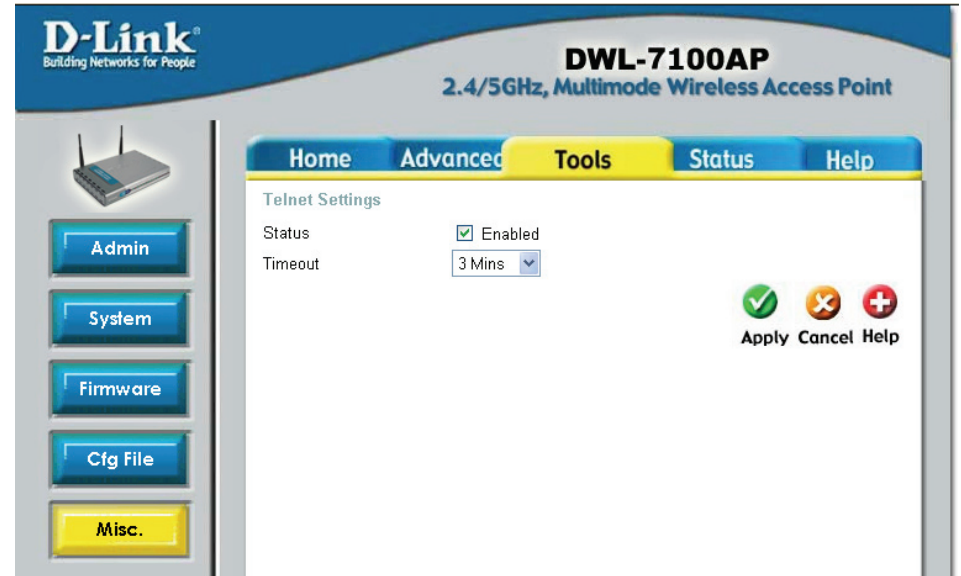 D-Link®
Building Networks for People
DWL-7100AP
2.4/5GHz, Multimode Wireless Access Point
Home Advanced Tools Status Help
Telnet Settings
Status Enabled
Timeout 3 Mins
Apply Cancel Help
Admin
System
Firmware
Cfg File
Misc.